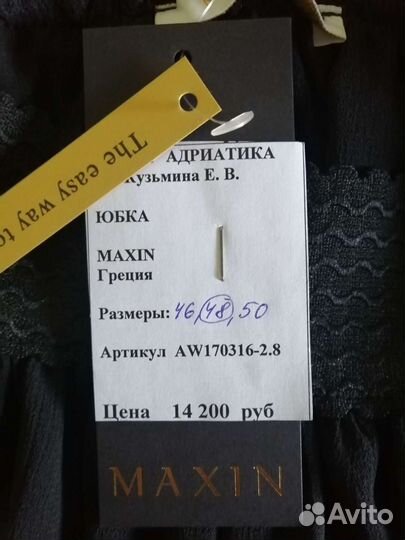 The easy way to
АДРИАТИКА
Кузьмина Е. В.
ЮБКА
MAXIN
Греция
Размеры: 46, 48, 50
Артикул AW170316-2.8
Цена 14 200 руб
MAXIN
Avito